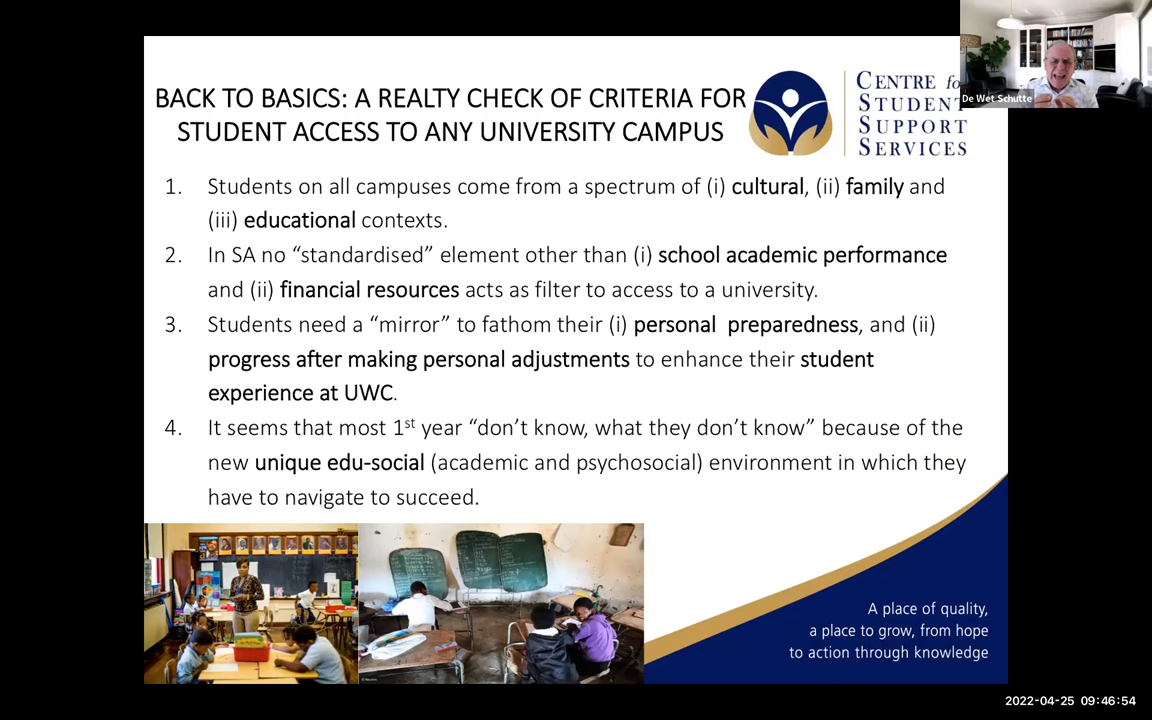 BACK TO BASICS: A REALTY CHECK OF CRITERIA FOR
STUDENT ACCESS TO ANY UNIVERSITY CAMPUS
CENTRE fo
STUDENT
SUPPORT
SERVICES
De Wet Schutte
1. Students on all campuses come from a spectrum of (i) cultural, (ii) family and
(iii) educational contexts.
2. In SA no “standardised” element other than (i) school academic performance
and (ii) financial resources acts as filter to access to a university.
3. Students need a “mirror” to fathom their (i) personal preparedness, and (ii)
progress after making personal adjustments to enhance their student
experience at UWC.
4. It seems that most 1st year “don’t know, what they don’t know” because of the
new unique edu-social (academic and psychosocial) environment in which they
have to navigate to succeed.
A place of quality,
a place to grow, from hope
to action through knowledge
2022-04-25 09:46:54